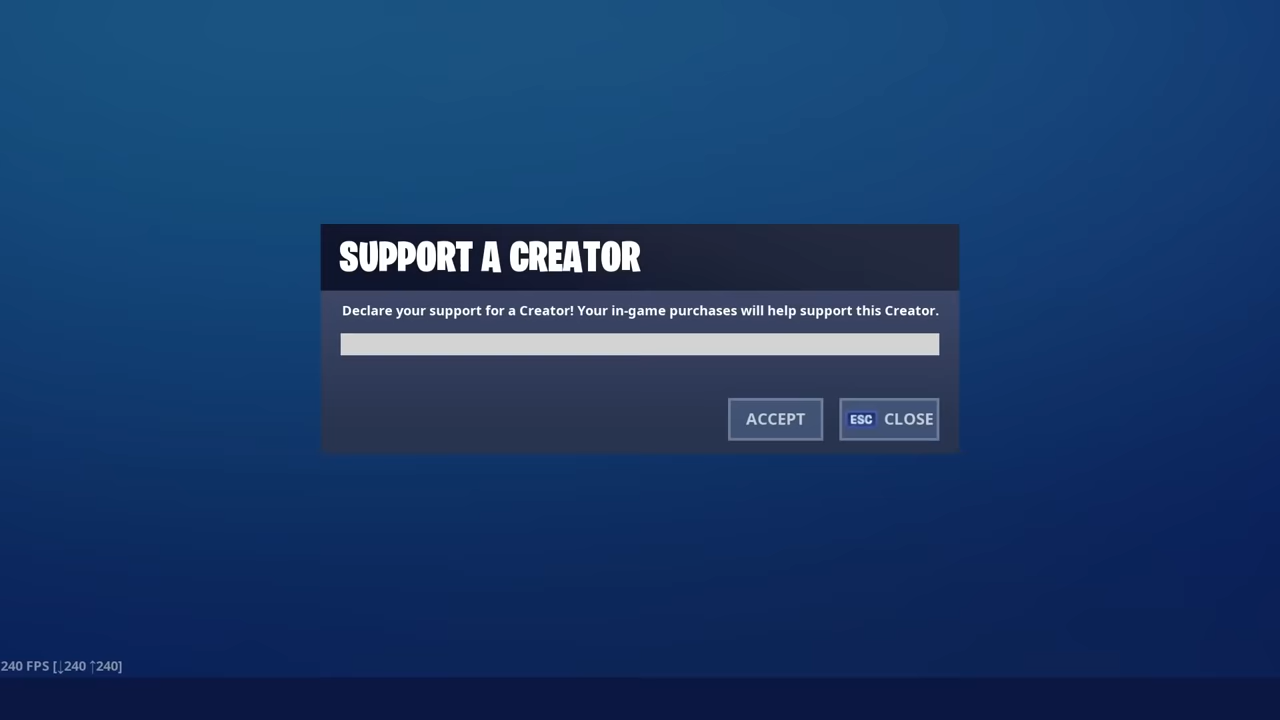 SUPPORT A CREATOR
Declare your support for a Creator! Your in-game purchases will help support this Creator.
ACCEPT
ESC CLOSE
240 FPS [↓240 ↑240]